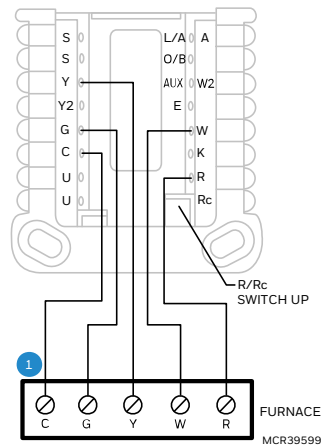 S L/A A
S O/B
Y AUX W2
Y2 E
G W
C K
U R
U Rc
R/Rc
SWITCH UP
1
C G Y W R
FURNACE
MCR39599